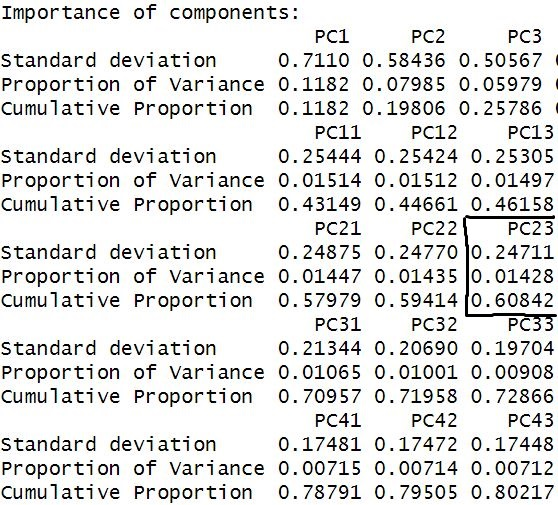 Importance of components:
PC1 PC2 PC3
Standard deviation 0.7110 0.58436 0.50567
Proportion of Variance 0.1182 0.07985 0.05979
Cumulative Proportion 0.1182 0.19806 0.25786
PC11 PC12 PC13
Standard deviation 0.25444 0.25424 0.25305
Proportion of Variance 0.01514 0.01512 0.01497
Cumulative Proportion 0.43149 0.44661 0.46158
PC21 PC22 PC23
Standard deviation 0.24875 0.24770 0.24711
Proportion of Variance 0.01447 0.01435 0.01428
Cumulative Proportion 0.57979 0.59414 0.60842
PC31 PC32 PC33
Standard deviation 0.21344 0.20690 0.19704
Proportion of Variance 0.01065 0.01001 0.00908
Cumulative Proportion 0.70957 0.71958 0.72866
PC41 PC42 PC43
Standard deviation 0.17481 0.17472 0.17448
Proportion of Variance 0.00715 0.00714 0.00712
Cumulative Proportion 0.78791 0.79505 0.80217